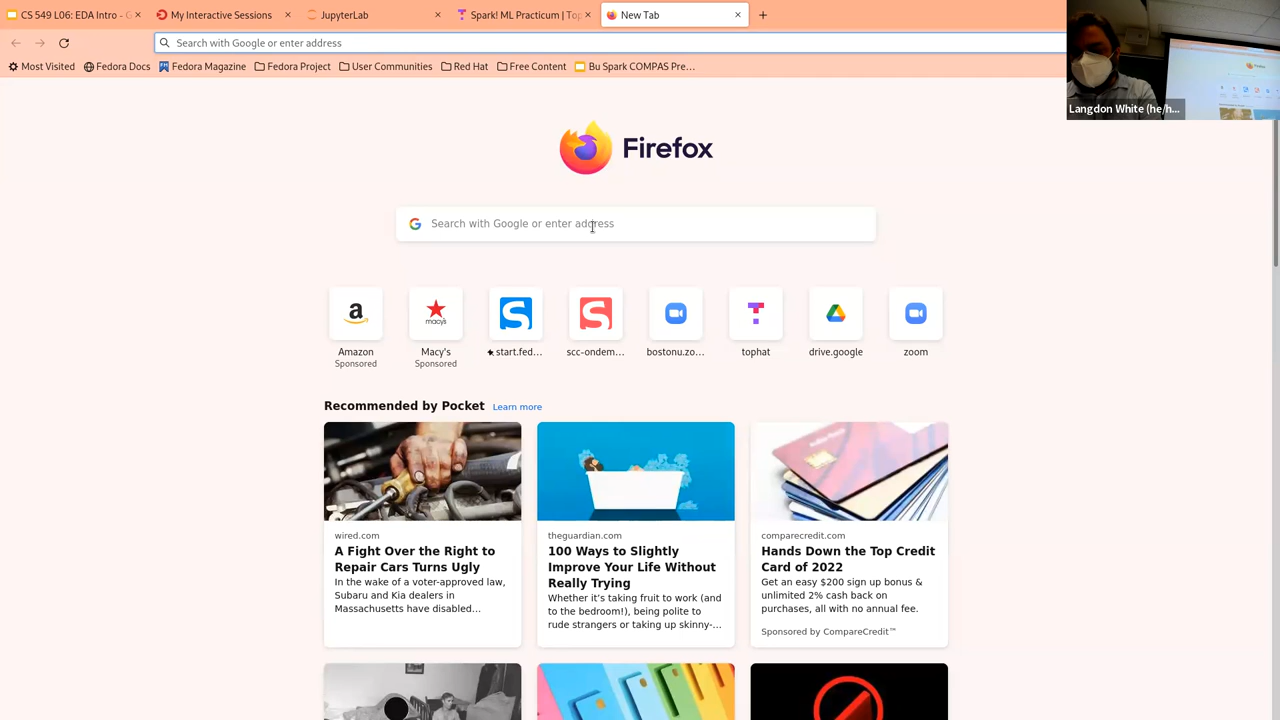 CS 549 L06: EDA Intro - G
My Interactive Sessions
JupyterLab
Spark! ML Practicum | Top
New Tab
Search with Google or enter address
Most Visited
Fedora Docs
Fedora Magazine
Fedora Project
User Communities
Red Hat
Free Content
Bu Spark COMPAS Pre…
Langdon White (he/h...
Firefox
Search with Google or enter address
a
macys
S
S
T
Amazon
Sponsored
Macy's
Sponsored
start.fed…
scc-ondem…
bostonu.zo…
tophat
drive.google
zoom
Recommended by Pocket Learn more
wired.com
A Fight Over the Right to
Repair Cars Turns Ugly
In the wake of a voter-approved law,
Subaru and Kia dealers in
Massachusetts have disabled…
theguardian.com
100 Ways to Slightly
Improve Your Life Without
Really Trying
Whether it's taking fruit to work (and
to the bedroom!), being polite to
rude strangers or taking up skinny-…
comparecredit.com
Hands Down the Top Credit
Card of 2022
Get an easy $200 sign up bonus &
unlimited 2% cash back on
purchases, all with no annual fee.
Sponsored by CompareCredit™